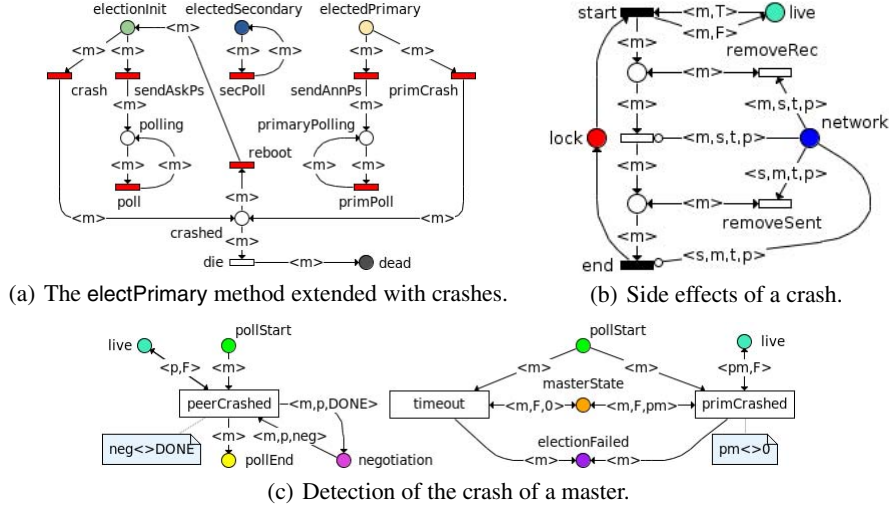 electionInit <m> electedSecondary electedPrimary
<m> <m> <m> <m> <m>
crash sendAskPs secPoll sendAnnPs primCrash
<m> <m>
polling primaryPolling
<m> <m> reboot <m> <m>
poll <m> primPoll
<m> <m>
crashed <m>
die <m> dead
(a) The electPrimary method extended with crashes.
start <m,T> live
<m,F>
<m> removeRec
<m>
<m> <m,s,t,p>
lock <m,s,t,p> network
<m> <s,m,t,p>
<m>
removeSent
<m>
end <s,m,t,p>
(b) Side effects of a crash.
pollStart
live
<p,F> <m>
peerCrashed <m,p,DONE>
<m> <m,p,neg>
neg<>DONE
pollEnd negotiation
pollStart
live
<m> <m> <pm,F>
masterState
timeout <m,F,0> <m,F,pm> primCrashed
electionFailed
pm<>0
<m> <m>
(c) Detection of the crash of a master.